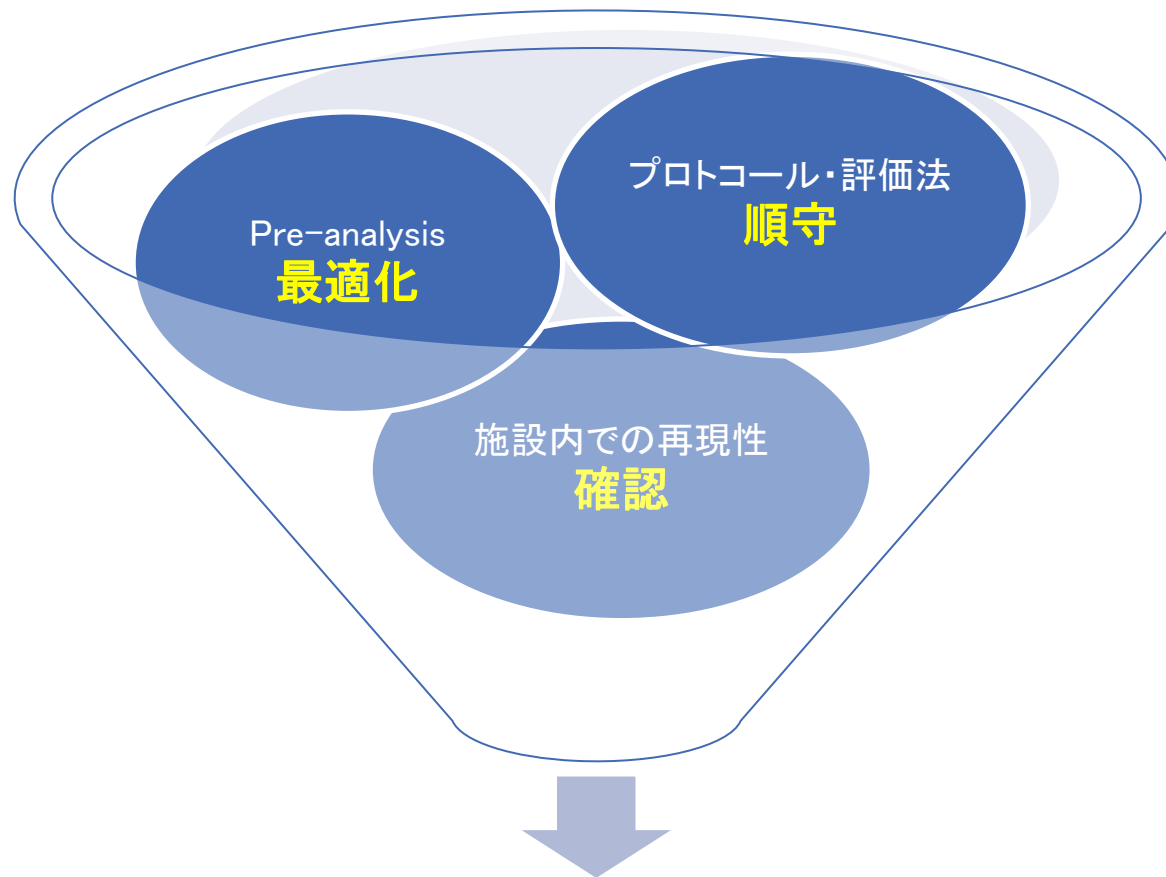 Pre-analysis
最適化
プロトコール・評価法
順守
施設内での再現性
確認